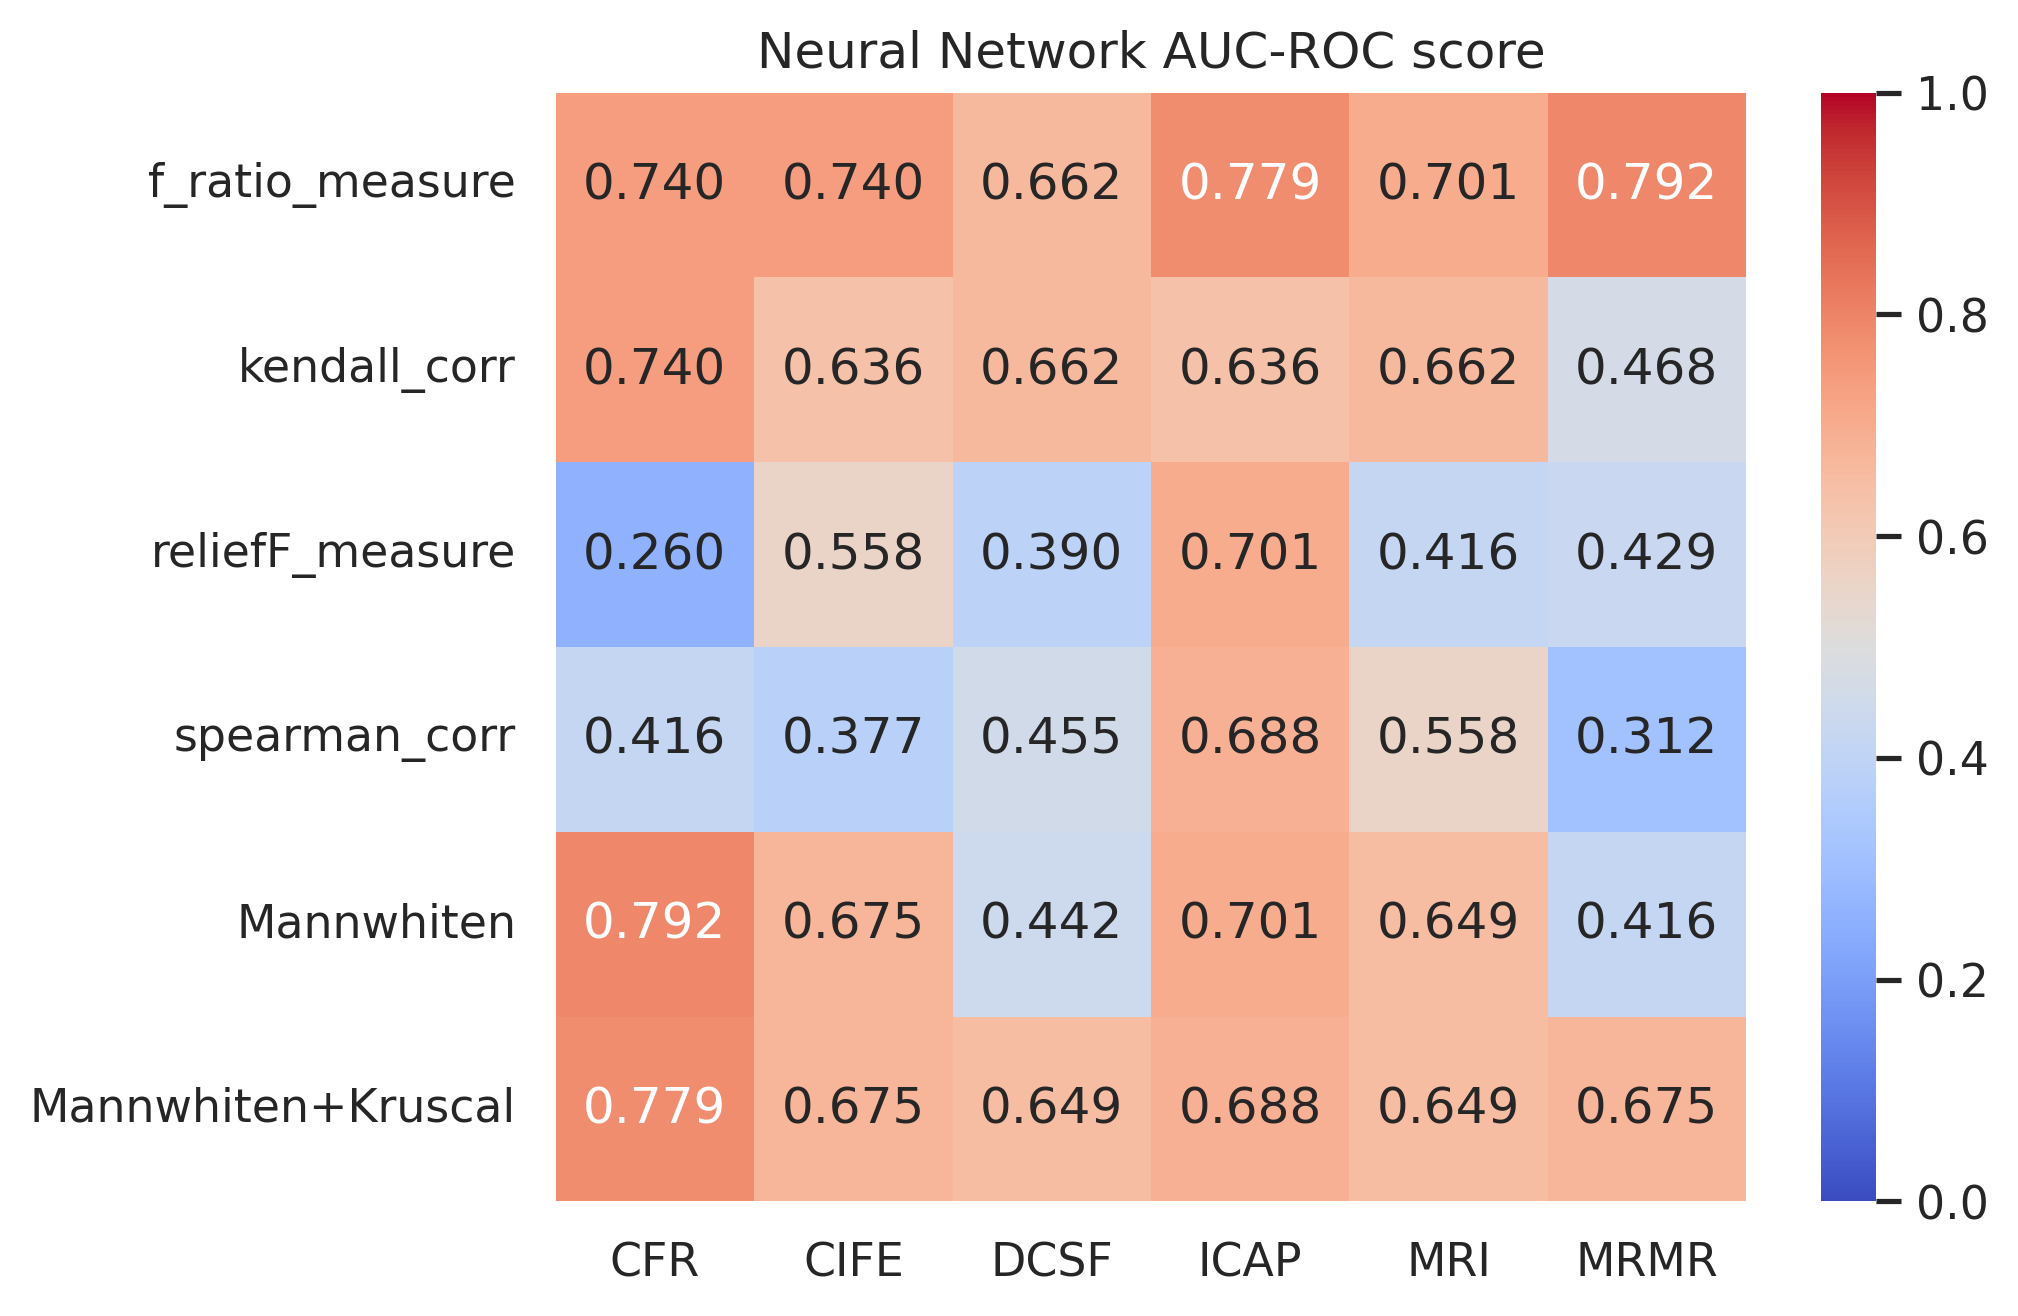 Neural Network AUC-ROC score
f_ratio_measure 0.740 0.740 0.662 0.779 0.701 0.792
kendall_corr 0.740 0.636 0.662 0.636 0.662 0.468
reliefF_measure 0.260 0.558 0.390 0.701 0.416 0.429
spearman_corr 0.416 0.377 0.455 0.688 0.558 0.312
Mannwhiten 0.792 0.675 0.442 0.701 0.649 0.416
Mannwhiten+Kruscal 0.779 0.675 0.649 0.688 0.649 0.675
CFR CIFE DCSF ICAP MRI MRMR
1.0
0.8
0.6
0.4
0.2
0.0